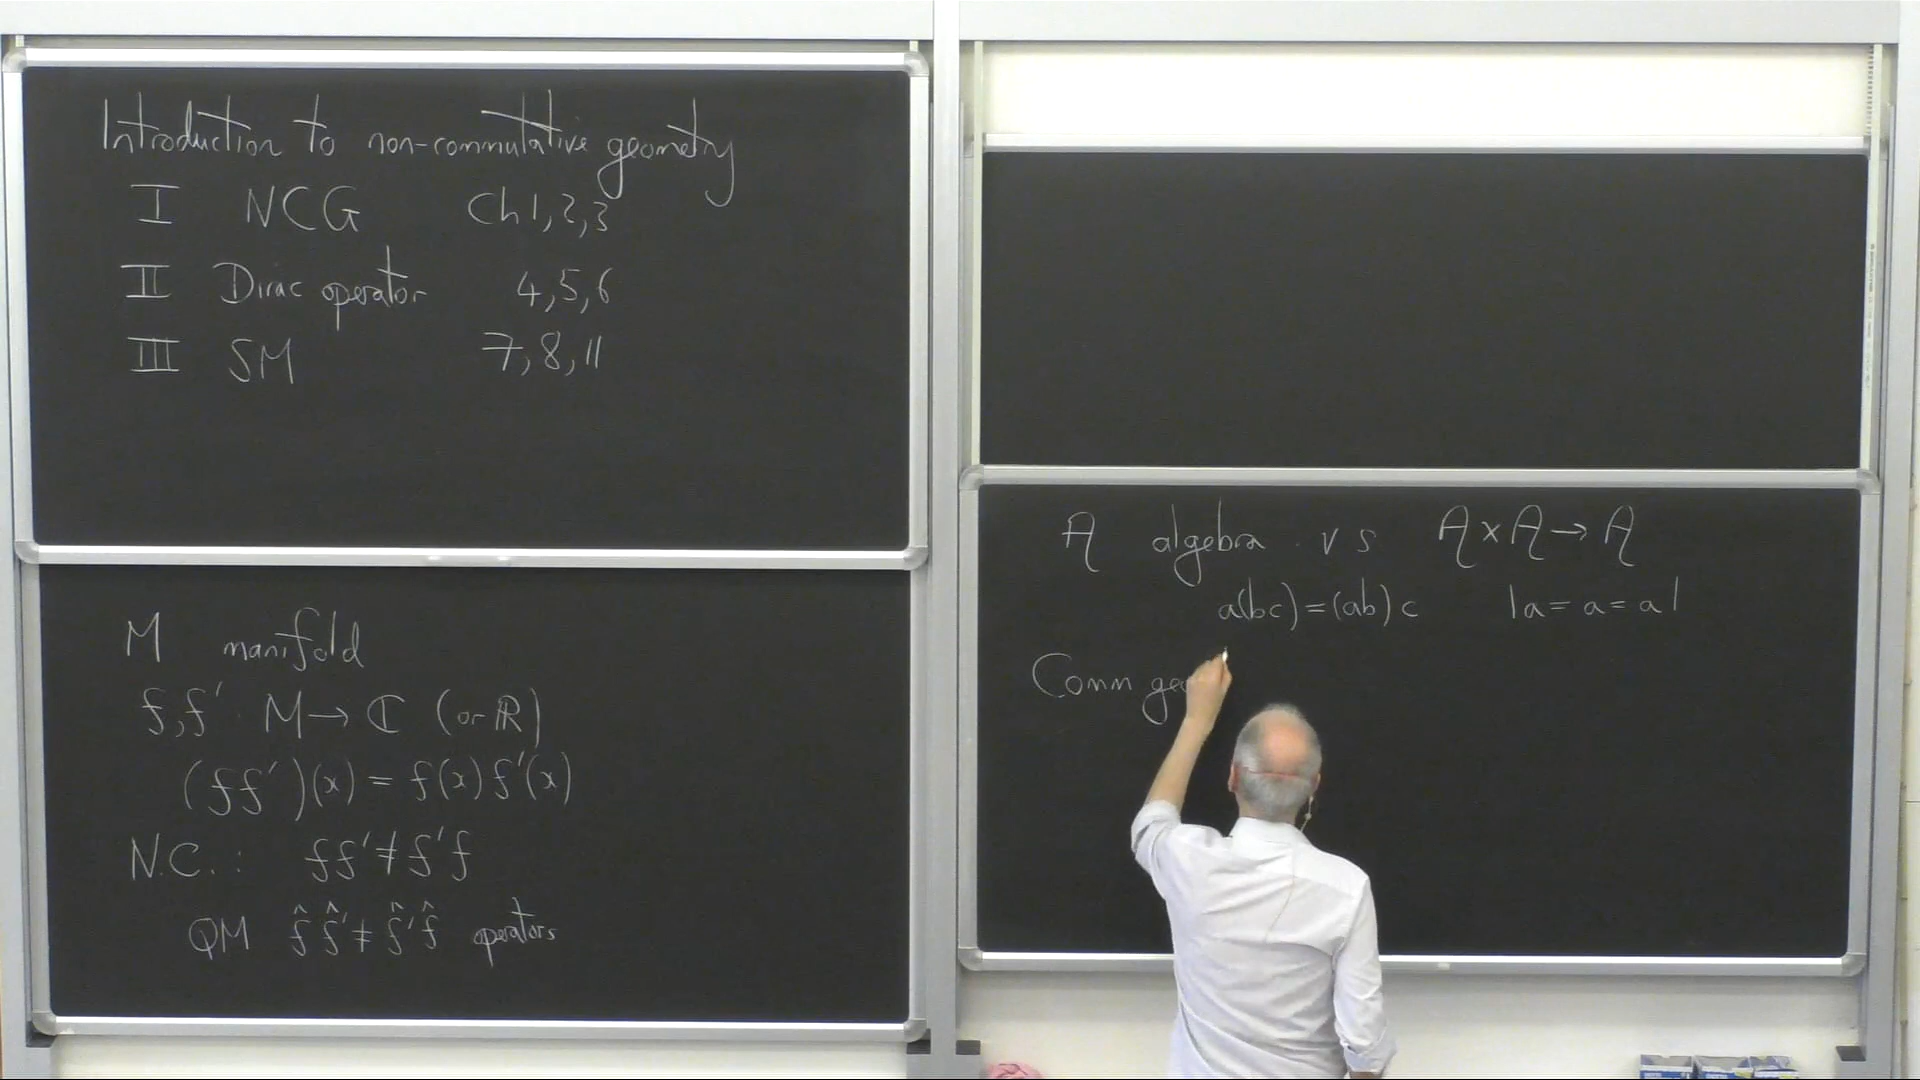 Introduction to non-commutative geometry
I NCG Ch 1, 2, 3
II Dirac operator 4, 5, 6
III SM 7, 8, 11
M manifold
f, f' M → ℂ (or ℝ)
(ff')(x) = f(x) f'(x)
N.C. : ff' ≠ f'f
QM f̂ f̂' ≠ f̂' f̂ operators
A algebra vs A × A → A
a(bc) = (ab)c 1a = a = a1
Comm